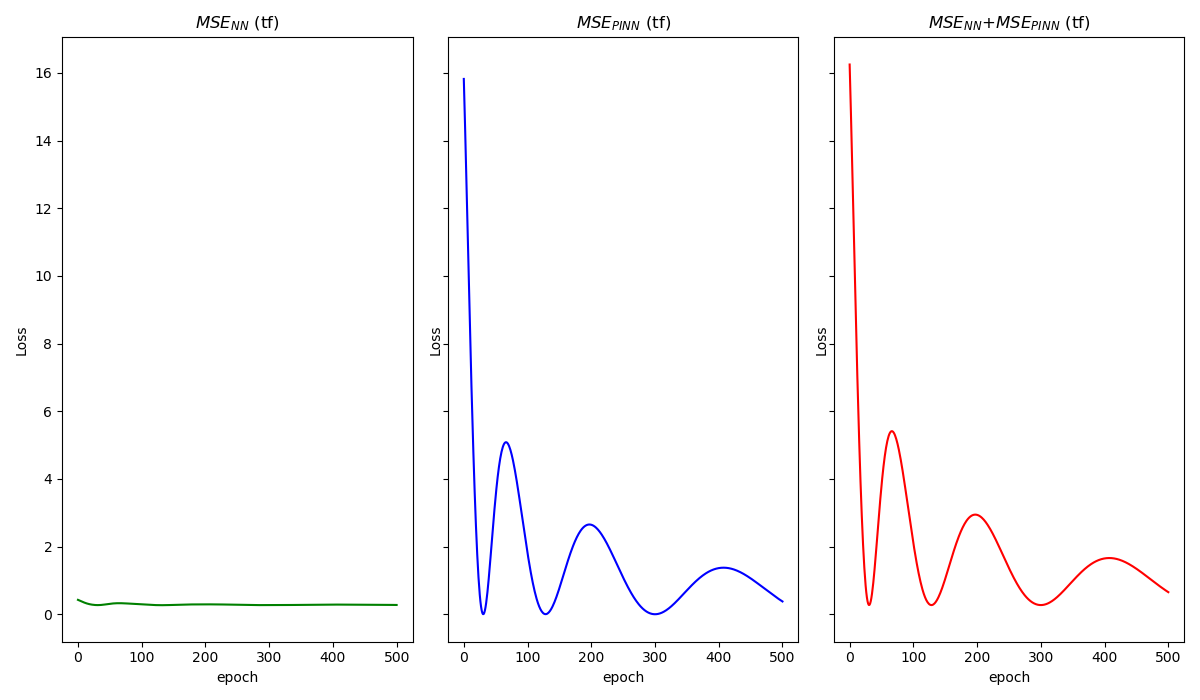 MSE_NN (tf)
MSE_PINN (tf)
MSE_NN+MSE_PINN (tf)
Loss
16
14
12
10
8
6
4
2
0
0 100 200 300 400 500
epoch
Loss
0 100 200 300 400 500
epoch
Loss
0 100 200 300 400 500
epoch